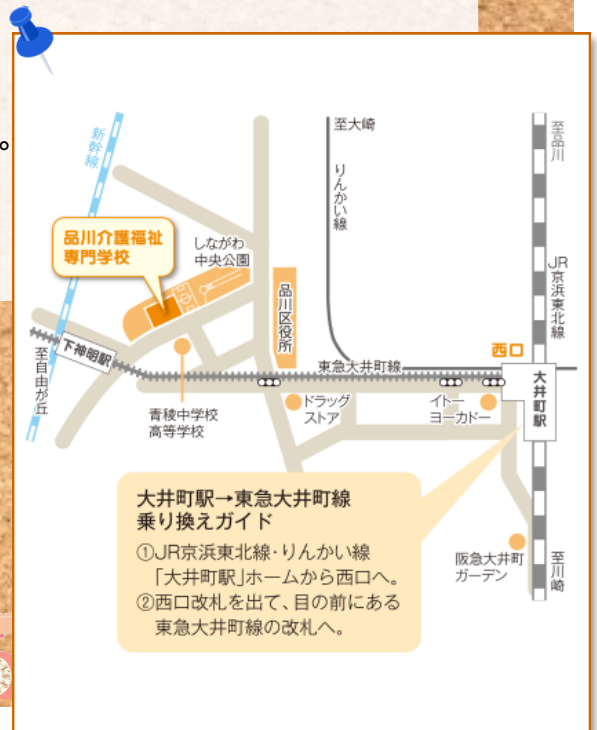 。
至大崎
至品川
新幹線
りんかい線
品川介護福祉
専門学校
しながわ
中央公園
JR京浜東北線
品川区役所
西口
下神明駅
東急大井町線
至自由が丘
大井町駅
青稜中学校
高等学校
ドラッグ
ストア
イトー
ヨーカドー
大井町駅→東急大井町線
乗り換えガイド
①JR京浜東北線・りんかい線
「大井町駅」ホームから西口へ。
②西口改札を出て、目の前にある
東急大井町線の改札へ。
阪急大井町
ガーデン
至川崎